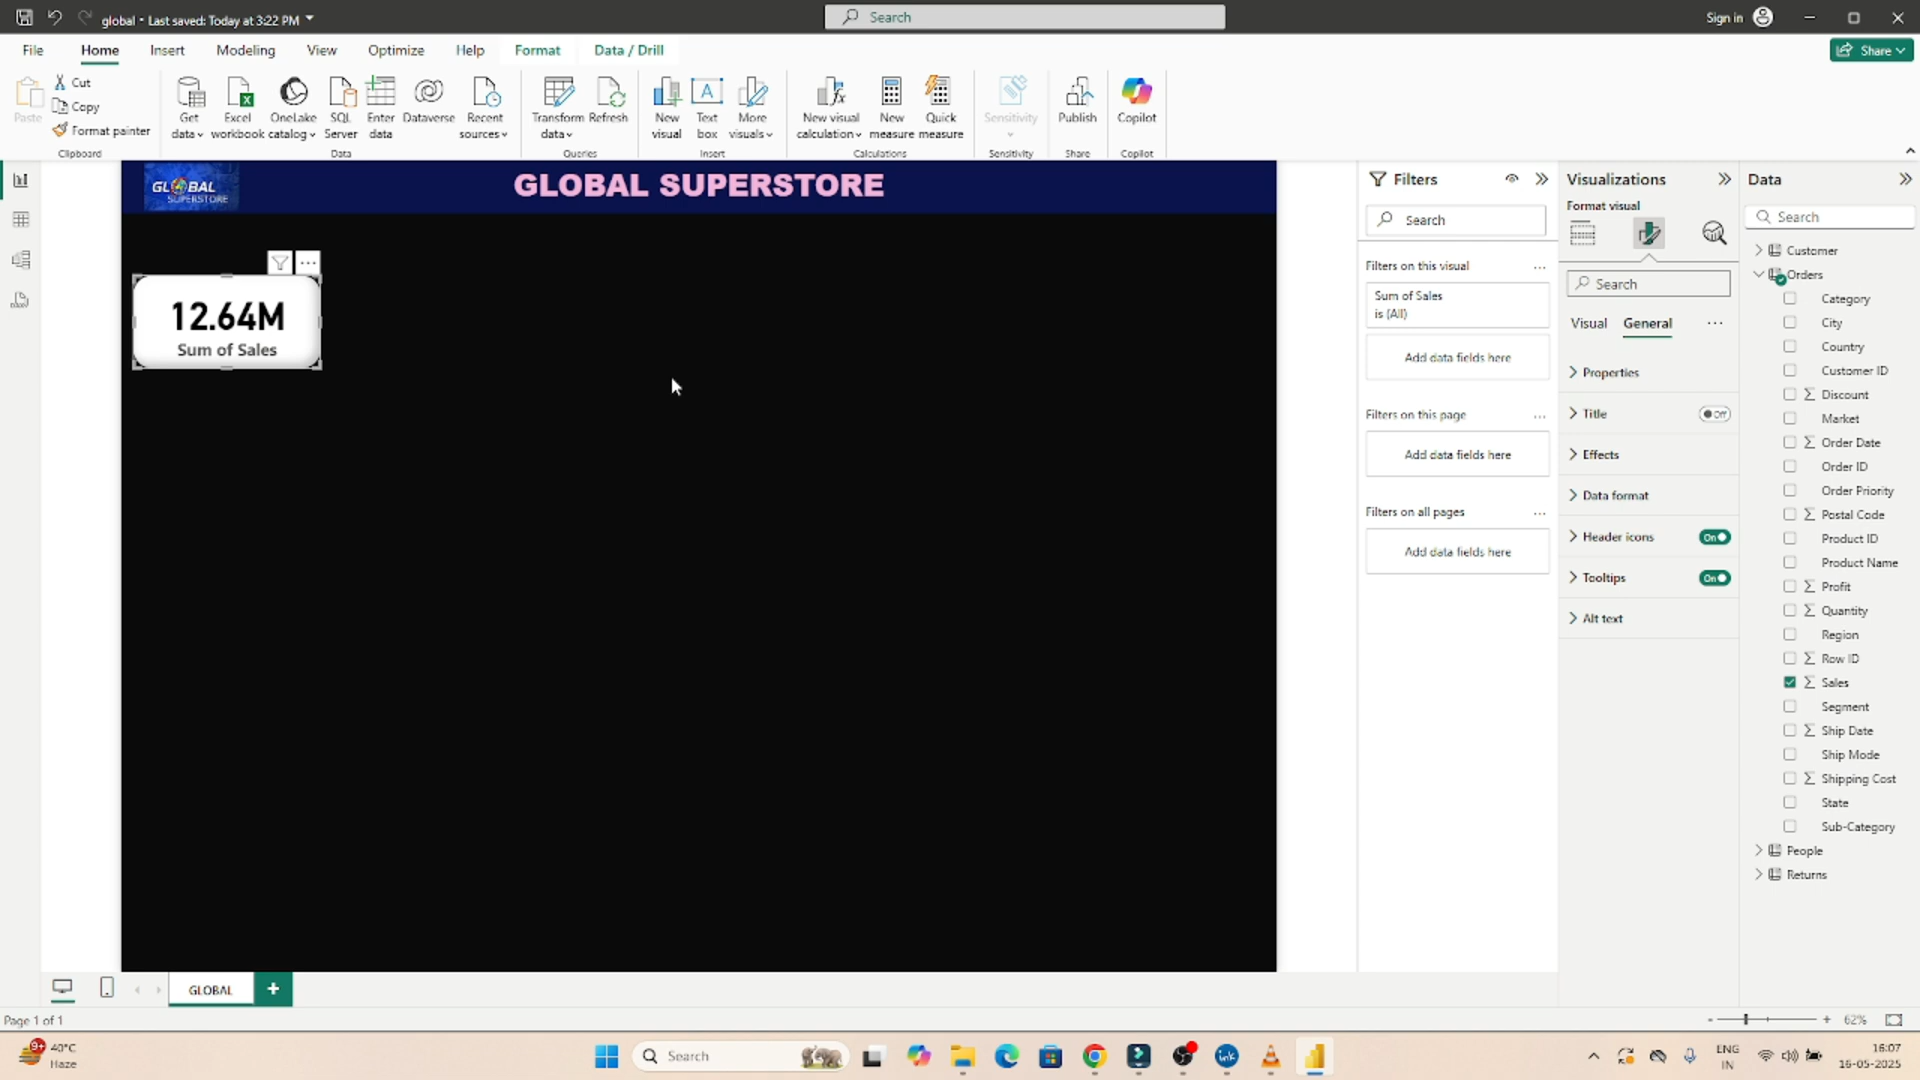 global • Last saved: Today at 3:22 PM
Search
Sign in
File
Home
Insert
Modeling
View
Optimize
Help
Format
Data / Drill
Share
Paste
Cut
Copy
Format painter
Clipboard
Get data
Excel workbook
OneLake catalog
SQL Server
Enter data
Dataverse
Recent sources
Data
Transform data
Refresh
Queries
New visual
Text box
More visuals
Insert
New visual calculation
New measure
Quick measure
Calculations
Sensitivity
Sensitivity
Publish
Share
Copilot
Copilot
GLOBAL
SUPERSTORE
GLOBAL SUPERSTORE
12.64M
Sum of Sales
Filters
Search
Filters on this visual
Sum of Sales
is (All)
Add data fields here
Filters on this page
Add data fields here
Filters on all pages
Add data fields here
Visualizations
Format visual
Search
Visual
General
Properties
Title
Off
Effects
Data format
Header icons
On
Tooltips
On
Alt text
Data
Search
Customer
Orders
Category
City
Country
Customer ID
Discount
Market
Order Date
Order ID
Order Priority
Postal Code
Product ID
Product Name
Profit
Quantity
Region
Row ID
Sales
Segment
Ship Date
Ship Mode
Shipping Cost
State
Sub-Category
People
Returns
GLOBAL
Page 1 of 1
62%
9+
40°C
Haze
Search
ink
ENG
IN
16:07
16-05-2025